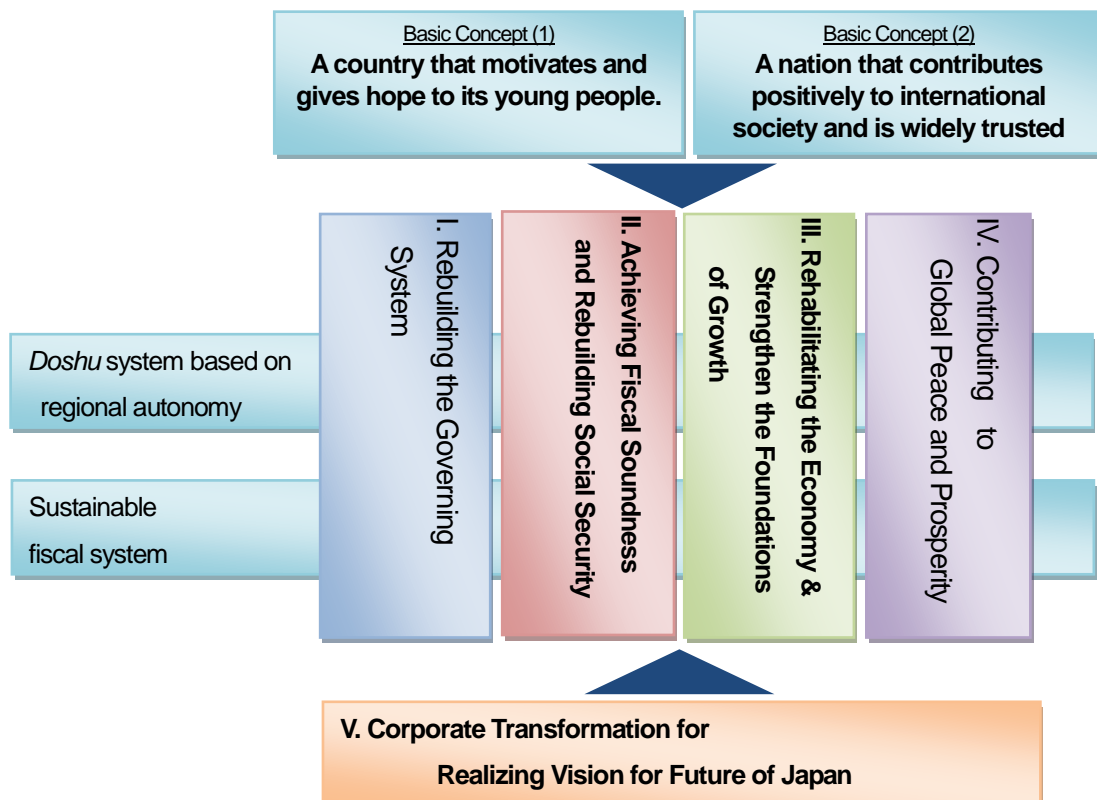 Basic Concept (1)
A country that motivates and
gives hope to its young people.
Basic Concept (2)
A nation that contributes
positively to international
society and is widely trusted
I. Rebuilding the Governing
System
II. Achieving Fiscal Soundness
and Rebuilding Social Security
III. Rehabilitating the Economy &
Strengthen the Foundations
of Growth
IV. Contributing to
Global Peace and Prosperity
Doshu system based on
regional autonomy
Sustainable
fiscal system
V. Corporate Transformation for
Realizing Vision for Future of Japan